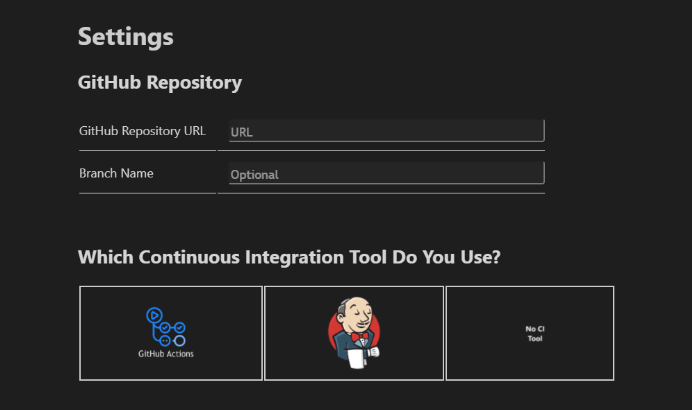 Settings
GitHub Repository
GitHub Repository URL URL
Branch Name Optional
Which Continuous Integration Tool Do You Use?
GitHub Actions
No CI
Tool